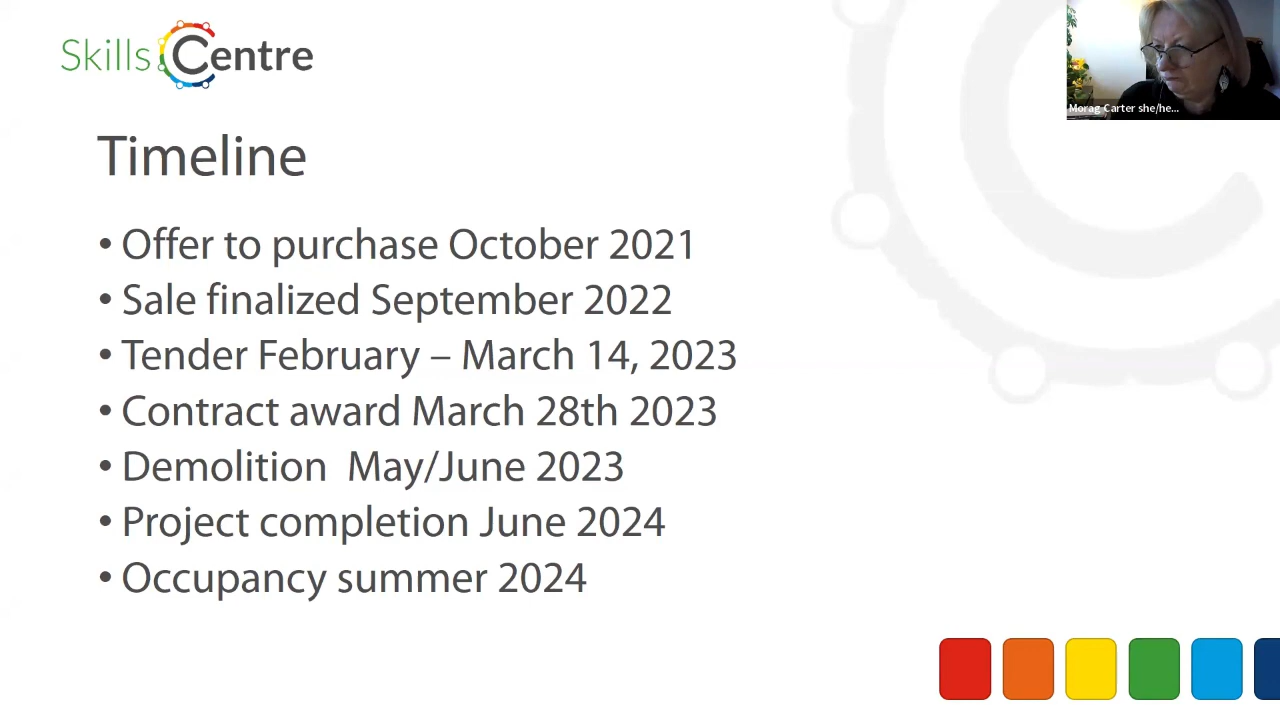 Skills Centre
Morag Carter she/he...
Timeline
• Offer to purchase October 2021
• Sale finalized September 2022
• Tender February – March 14, 2023
• Contract award March 28th 2023
• Demolition  May/June 2023
• Project completion June 2024
• Occupancy summer 2024